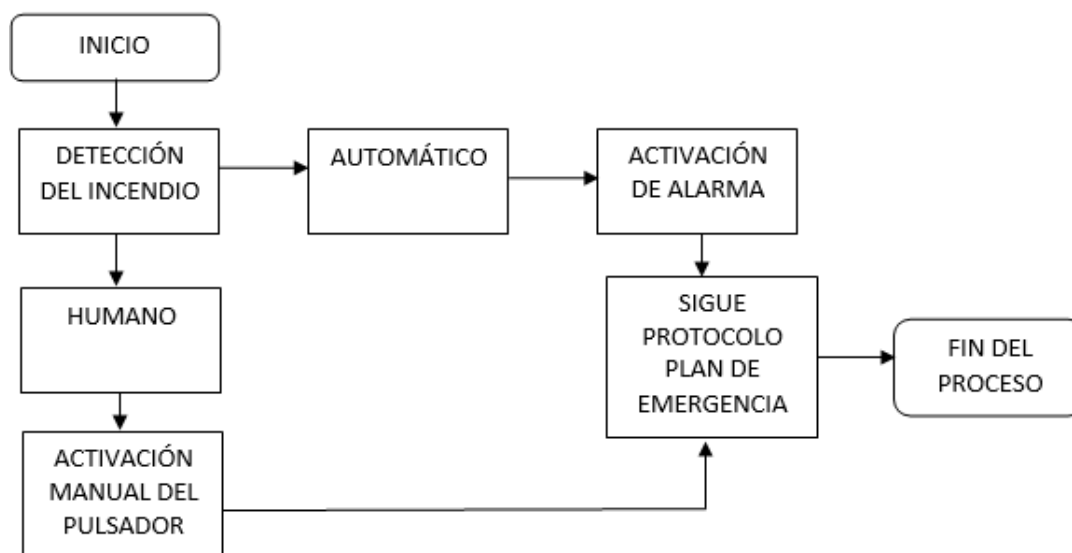 INICIO
DETECCIÓN
DEL INCENDIO
AUTOMÁTICO
ACTIVACIÓN
DE ALARMA
HUMANO
SIGUE
PROTOCOLO
PLAN DE
EMERGENCIA
FIN DEL
PROCESO
ACTIVACIÓN
MANUAL DEL
PULSADOR